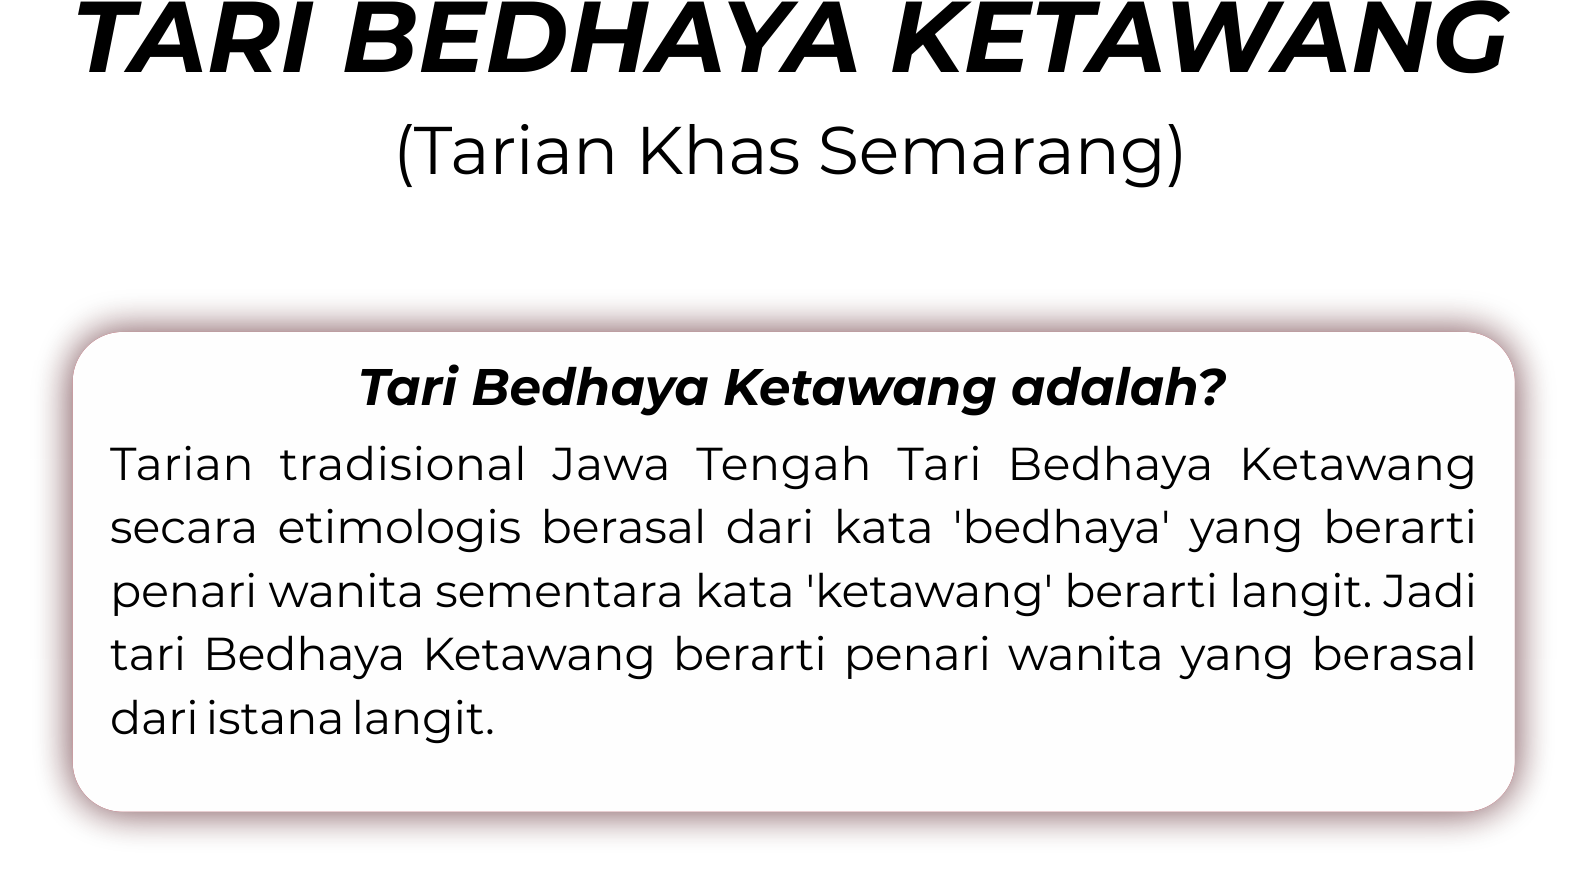 TARI BEDHAYA KETAWANG
(Tarian Khas Semarang)
Tari Bedhaya Ketawang adalah?
Tarian tradisional Jawa Tengah Tari Bedhaya Ketawang
secara etimologis berasal dari kata 'bedhaya' yang berarti
penari wanita sementara kata 'ketawang' berarti langit. Jadi
tari Bedhaya Ketawang berarti penari wanita yang berasal
dari istana langit.